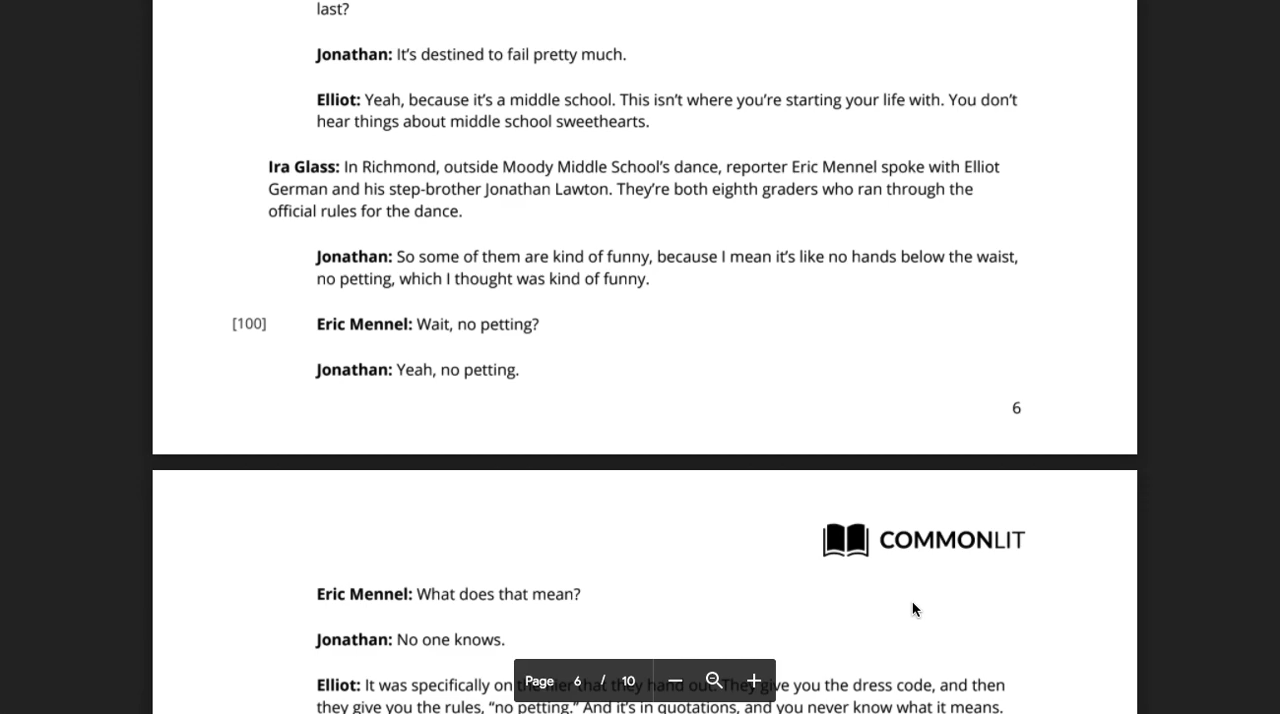 last?
Jonathan: It’s destined to fail pretty much.
Elliot: Yeah, because it’s a middle school. This isn’t where you’re starting your life with. You don’t
hear things about middle school sweethearts.
Ira Glass: In Richmond, outside Moody Middle School’s dance, reporter Eric Mennel spoke with Elliot
German and his step-brother Jonathan Lawton. They’re both eighth graders who ran through the
official rules for the dance.
Jonathan: So some of them are kind of funny, because I mean it’s like no hands below the waist,
no petting, which I thought was kind of funny.
[100] Eric Mennel: Wait, no petting?
Jonathan: Yeah, no petting.
6
COMMONLIT
Eric Mennel: What does that mean?
Jonathan: No one knows.
Elliot: It was specifically on the flier that they hand out. They give you the dress code, and then
they give you the rules, “no petting.” And it’s in quotations, and you never know what it means.
Page 6 / 10